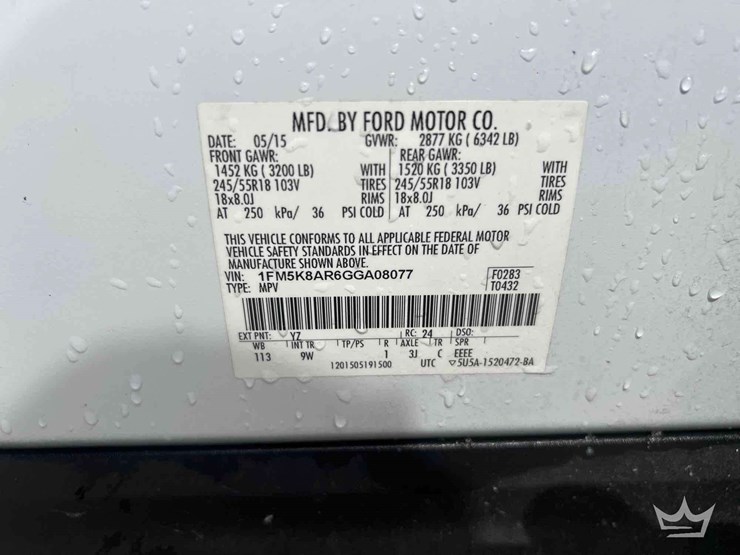 MFD. BY FORD MOTOR CO.
DATE: 05/15 GVWR: 2877 KG ( 6342 LB)
FRONT GAWR: REAR GAWR:
1452 KG ( 3200 LB) WITH 1520 KG ( 3350 LB) WITH
245/55R18 103V TIRES 245/55R18 103V TIRES
18x8.0J RIMS 18x8.0J RIMS
AT 250 kPa/ 36 PSI COLD AT 250 kPa/ 36 PSI COLD
THIS VEHICLE CONFORMS TO ALL APPLICABLE FEDERAL MOTOR
VEHICLE SAFETY STANDARDS IN EFFECT ON THE DATE OF
MANUFACTURE SHOWN ABOVE.
VIN: 1FM5K8AR6GGA08077 F0283
TYPE: MPV T0432
EXT PNT: YZ RC: 24 DSO:
WB INT TR TP/PS R AXLE TR SPR
113 9W 1 3J C EEEE
1201505191500 UTC ▽5U5A-1520472-BA